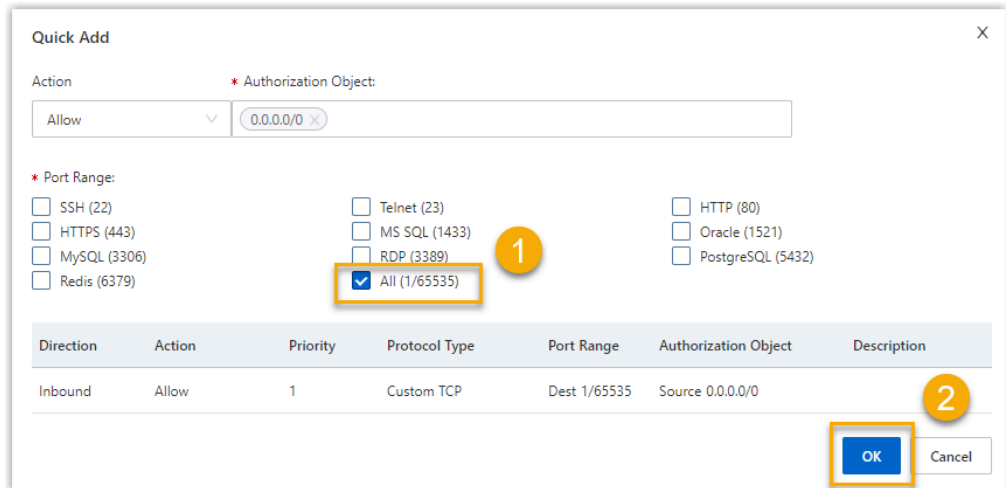 Quick Add
X
Action
* Authorization Object:
Allow
0.0.0.0/0 ×
* Port Range:
SSH (22)
Telnet (23)
HTTP (80)
HTTPS (443)
MS SQL (1433)
Oracle (1521)
MySQL (3306)
RDP (3389)
PostgreSQL (5432)
Redis (6379)
All (1/65535)
1
Direction Action Priority Protocol Type Port Range Authorization Object Description
Inbound Allow 1 Custom TCP Dest 1/65535 Source 0.0.0.0/0
2
OK
Cancel